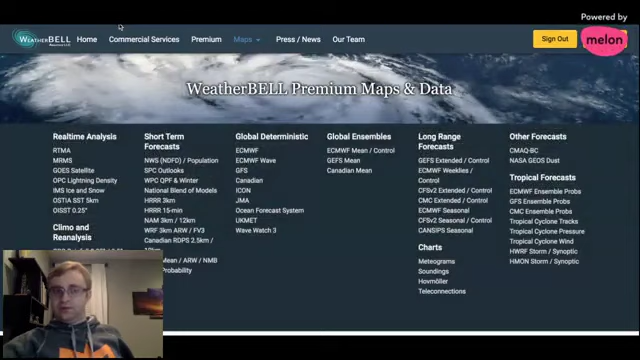 Powered by
melon
WEATHERBELL
Home
Commercial Services
Premium
Maps
Press / News
Our Team
Sign Out
WeatherBELL Premium Maps & Data
Realtime Analysis
RTMA
MRMS
GOES Satellite
OPC Lightning Density
IMS Ice and Snow
OSTIA SST 5km
OISST 0.25°
Climo and
Reanalysis
Short Term
Forecasts
NWS (NDFD) / Population
SPC Outlooks
WPC QPF & Winter
National Blend of Models
HRRR 3km
HRRR 15-min
NAM 3km / 12km
WRF 3km ARW / FV3
Canadian RDPS 2.5km /
Mean / ARW / NMB
Probability
Global Deterministic
ECMWF
ECMWF Wave
GFS
Canadian
ICON
JMA
Ocean Forecast System
UKMET
Wave Watch 3
Global Ensembles
ECMWF Mean / Control
GEFS Mean
Canadian Mean
Long Range
Forecasts
GEFS Extended / Control
ECMWF Weeklies /
Control
CFSv2 Extended / Control
CMC Extended / Control
ECMWF Seasonal
CFSv2 Seasonal / Control
CANSIPS Seasonal
Charts
Meteograms
Soundings
Hovmöller
Teleconnections
Other Forecasts
CMAQ-BC
NASA GEOS Dust
Tropical Forecasts
ECMWF Ensemble Probs
GFS Ensemble Probs
CMC Ensemble Probs
Tropical Cyclone Tracks
Tropical Cyclone Pressure
Tropical Cyclone Wind
HWRF Storm / Synoptic
HMON Storm / Synoptic